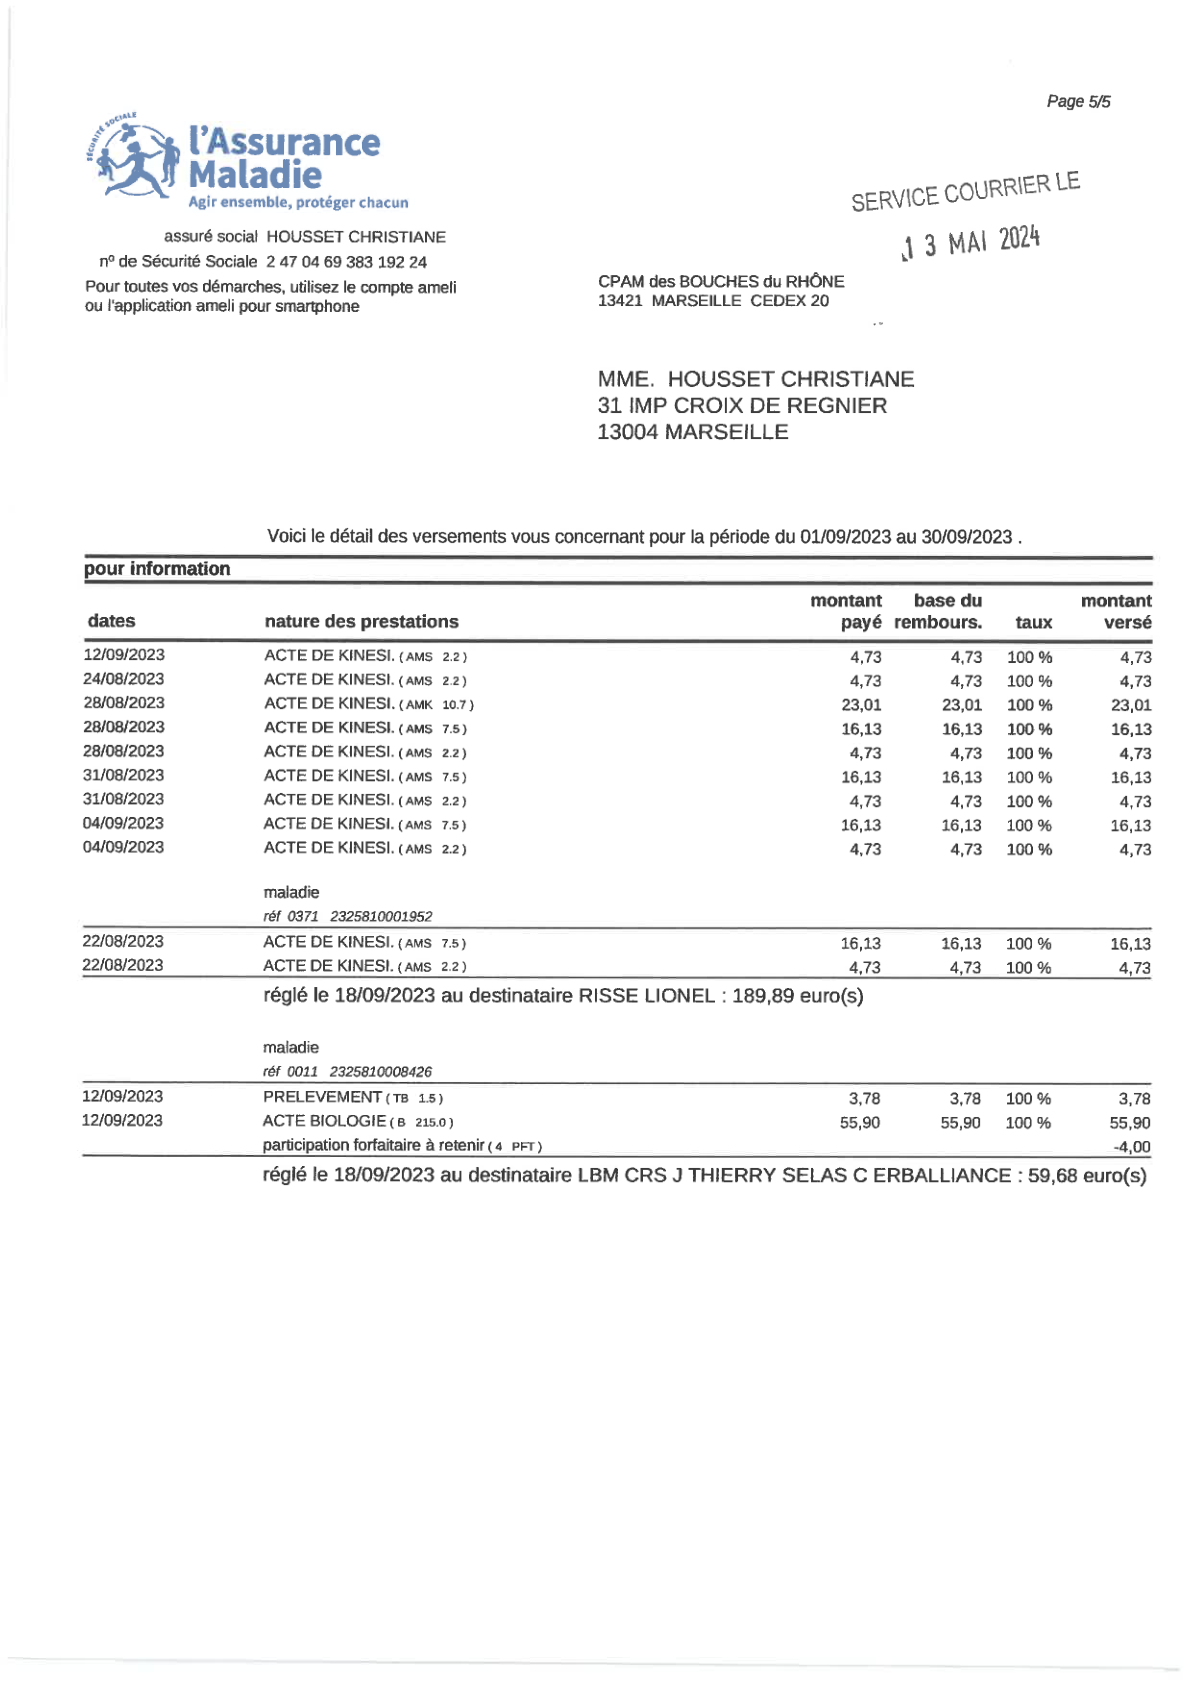 Page 5/5
SÉCURITÉ SOCIALE
l'Assurance
Maladie
Agir ensemble, protéger chacun
SERVICE COURRIER LE
13 MAI 2024
assuré social HOUSSET CHRISTIANE
nº de Sécurité Sociale 2 47 04 69 383 192 24
Pour toutes vos démarches, utilisez le compte ameli
ou l'application ameli pour smartphone
CPAM des BOUCHES du RHÔNE
13421 MARSEILLE CEDEX 20
MME. HOUSSET CHRISTIANE
31 IMP CROIX DE REGNIER
13004 MARSEILLE
Voici le détail des versements vous concernant pour la période du 01/09/2023 au 30/09/2023 .
pour information
dates nature des prestations montant payé base du rembours. taux montant versé
12/09/2023 ACTE DE KINESI. ( AMS 2.2 ) 4,73 4,73 100 % 4,73
24/08/2023 ACTE DE KINESI. ( AMS 2.2 ) 4,73 4,73 100 % 4,73
28/08/2023 ACTE DE KINESI. ( AMK 10.7 ) 23,01 23,01 100 % 23,01
28/08/2023 ACTE DE KINESI. ( AMS 7.5 ) 16,13 16,13 100 % 16,13
28/08/2023 ACTE DE KINESI. ( AMS 2.2 ) 4,73 4,73 100 % 4,73
31/08/2023 ACTE DE KINESI. ( AMS 7.5 ) 16,13 16,13 100 % 16,13
31/08/2023 ACTE DE KINESI. ( AMS 2.2 ) 4,73 4,73 100 % 4,73
04/09/2023 ACTE DE KINESI. ( AMS 7.5 ) 16,13 16,13 100 % 16,13
04/09/2023 ACTE DE KINESI. ( AMS 2.2 ) 4,73 4,73 100 % 4,73
maladie
réf 0371 2325810001952
22/08/2023 ACTE DE KINESI. ( AMS 7.5 ) 16,13 16,13 100 % 16,13
22/08/2023 ACTE DE KINESI. ( AMS 2.2 ) 4,73 4,73 100 % 4,73
réglé le 18/09/2023 au destinataire RISSE LIONEL : 189,89 euro(s)
maladie
réf 0011 2325810008426
12/09/2023 PRELEVEMENT ( TB 1.5 ) 3,78 3,78 100 % 3,78
12/09/2023 ACTE BIOLOGIE ( B 215.0 ) 55,90 55,90 100 % 55,90
participation forfaitaire à retenir ( 4 PFT ) -4,00
réglé le 18/09/2023 au destinataire LBM CRS J THIERRY SELAS C ERBALLIANCE : 59,68 euro(s)